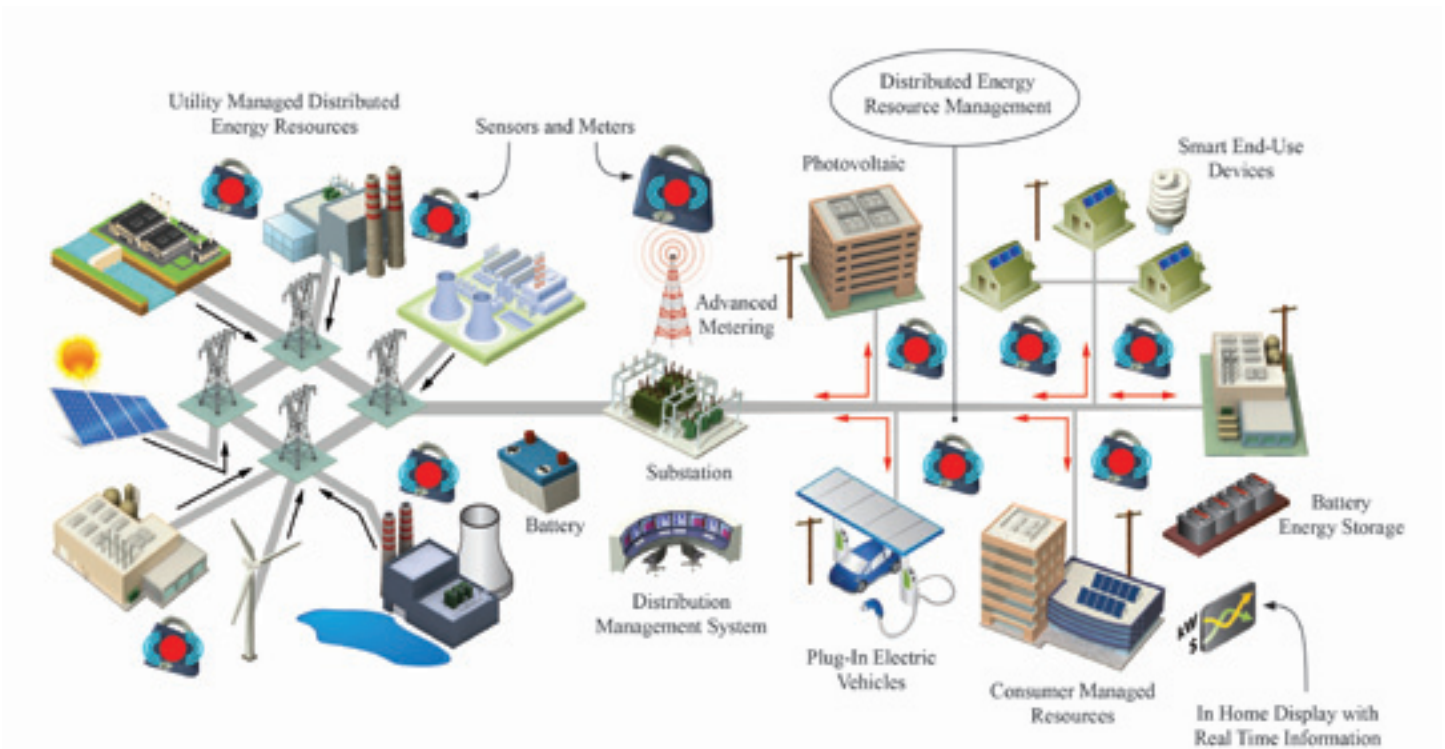 Utility Managed Distributed
Energy Resources
Sensors and Meters
Distributed Energy
Resource Management
Photovoltaic
Smart End-Use
Devices
Advanced
Metering
Substation
Battery
Distribution
Management System
Battery
Energy Storage
Plug-In Electric
Vehicles
Consumer Managed
Resources
kW
$
In Home Display with
Real Time Information